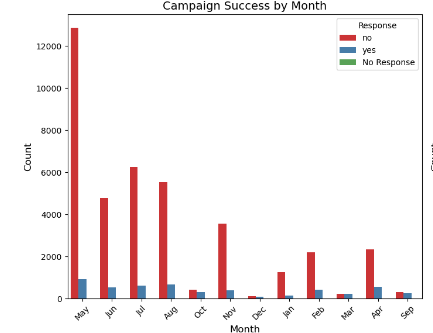 Campaign Success by Month
Response
no
yes
No Response
12000
10000
8000
6000
4000
2000
0
Count
Count
May Jun Jul Aug Oct Nov Dec Jan Feb Mar Apr Sep
Month